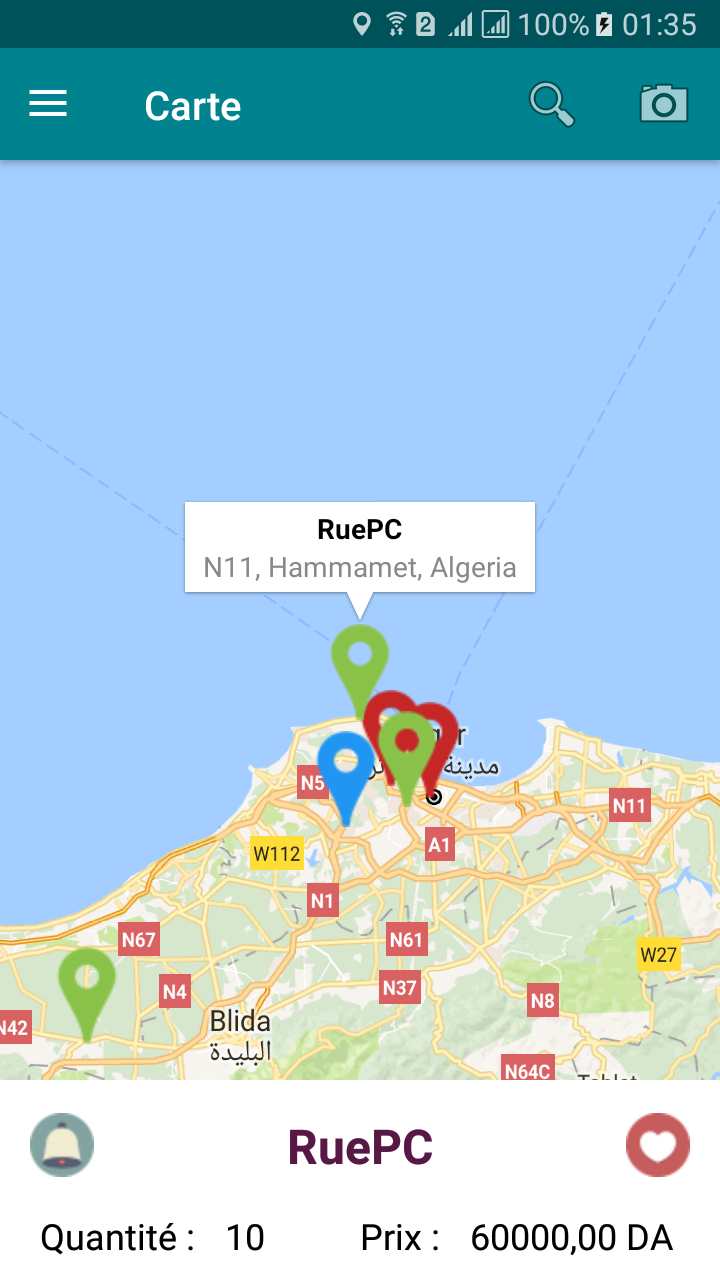 2 100% 01:35
Carte
RuePC
N11, Hammamet, Algeria
N5
N11
A1
W112
N1
N67
N61
W27
N4
N37
N8
N42
Blida
البليدة
N64C
RuePC
Quantité : 10 Prix : 60000,00 DA